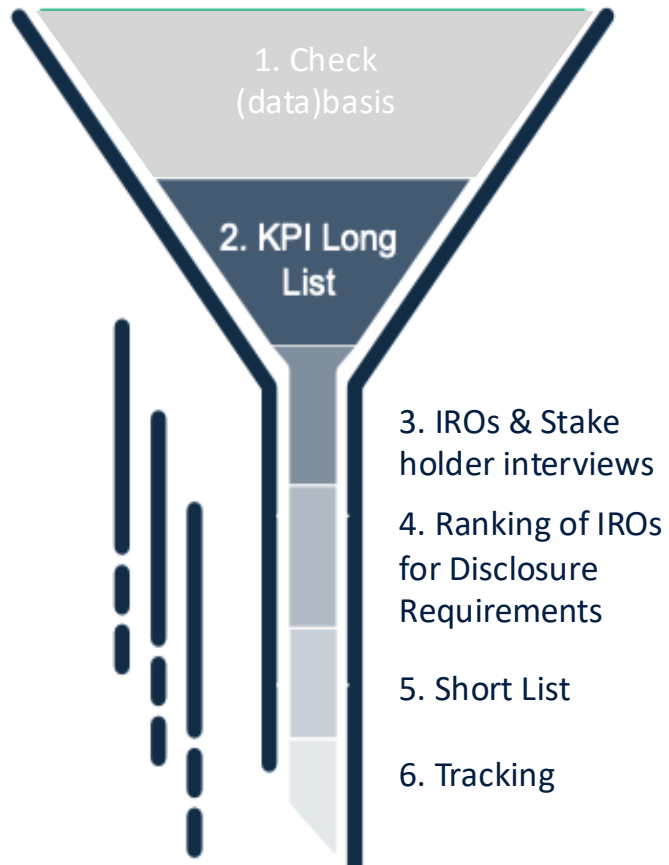 1. Check
(data)basis
2. KPI Long
List
3. IROs & Stake
holder interviews
4. Ranking of IROs
for Disclosure
Requirements
5. Short List
6. Tracking